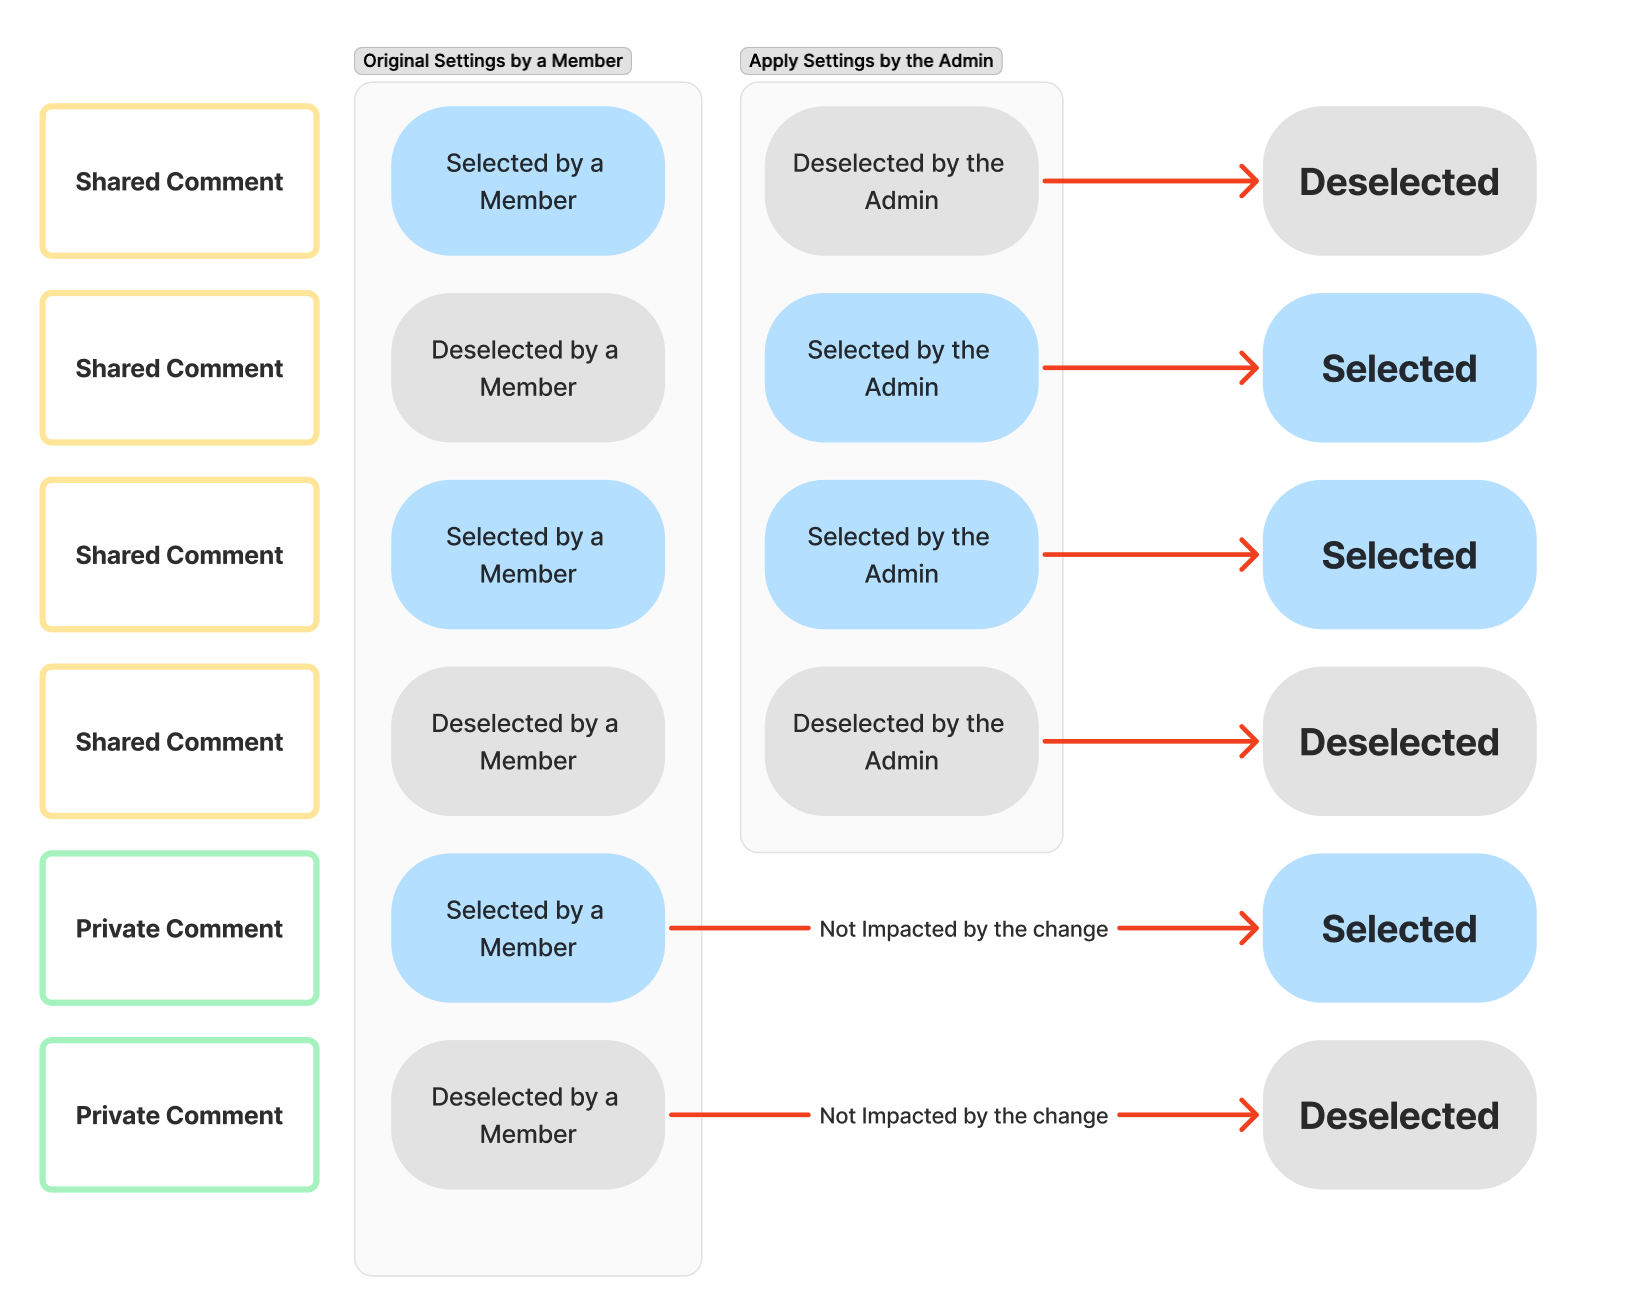 Original Settings by a Member
Apply Settings by the Admin
Shared Comment
Selected by a
Member
Deselected by the
Admin
Deselected
Shared Comment
Deselected by a
Member
Selected by the
Admin
Selected
Shared Comment
Selected by a
Member
Selected by the
Admin
Selected
Shared Comment
Deselected by a
Member
Deselected by the
Admin
Deselected
Private Comment
Selected by a
Member
Not Impacted by the change
Selected
Private Comment
Deselected by a
Member
Not Impacted by the change
Deselected